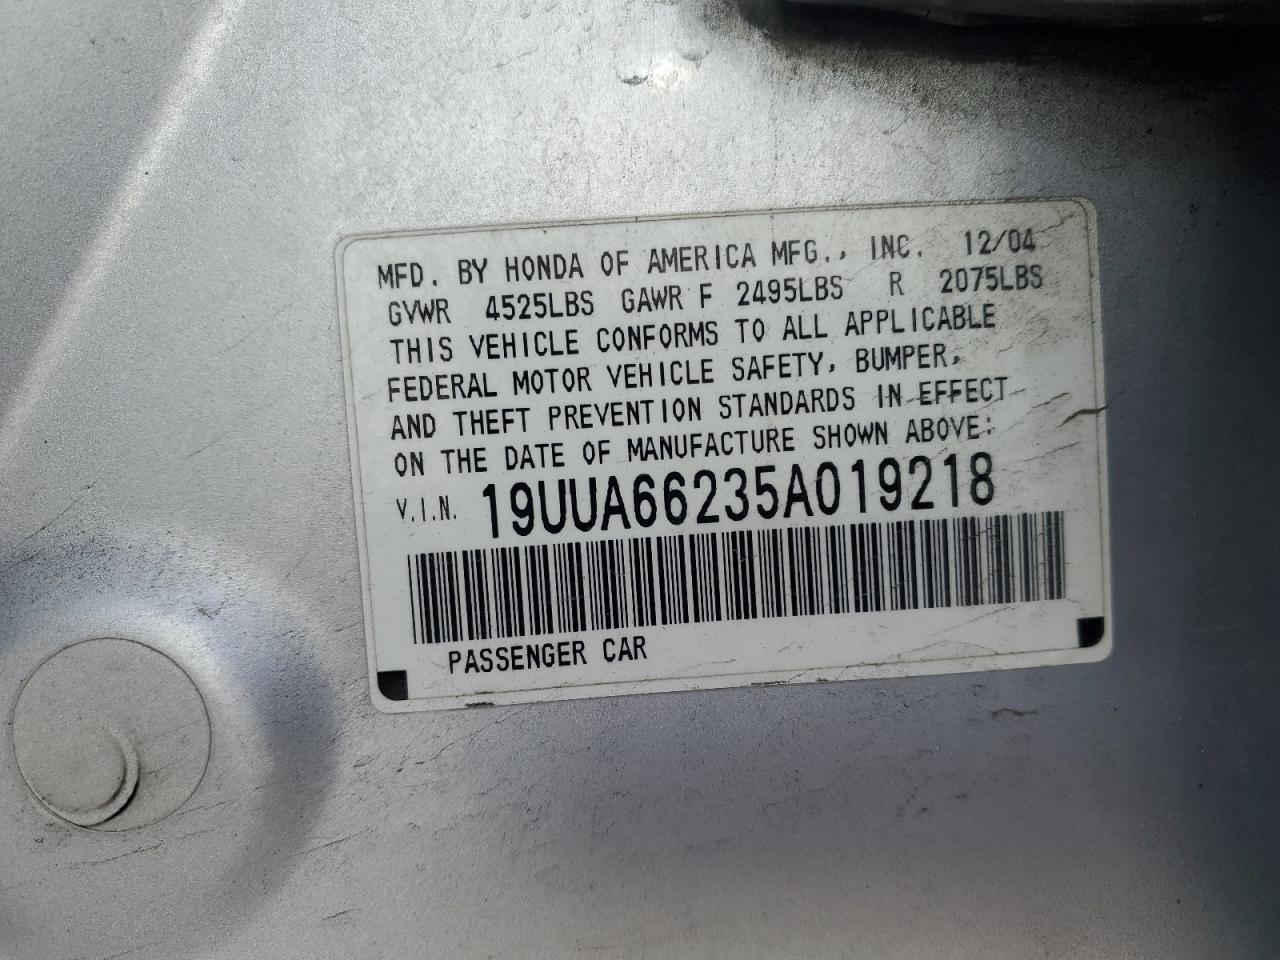 MFD. BY HONDA OF AMERICA MFG., INC. 12/04
GVWR 4525LBS GAWR F 2495LBS R 2075LBS
THIS VEHICLE CONFORMS TO ALL APPLICABLE
FEDERAL MOTOR VEHICLE SAFETY, BUMPER,
AND THEFT PREVENTION STANDARDS IN EFFECT
ON THE DATE OF MANUFACTURE SHOWN ABOVE:
V.I.N. 19UUA66235A019218
PASSENGER CAR